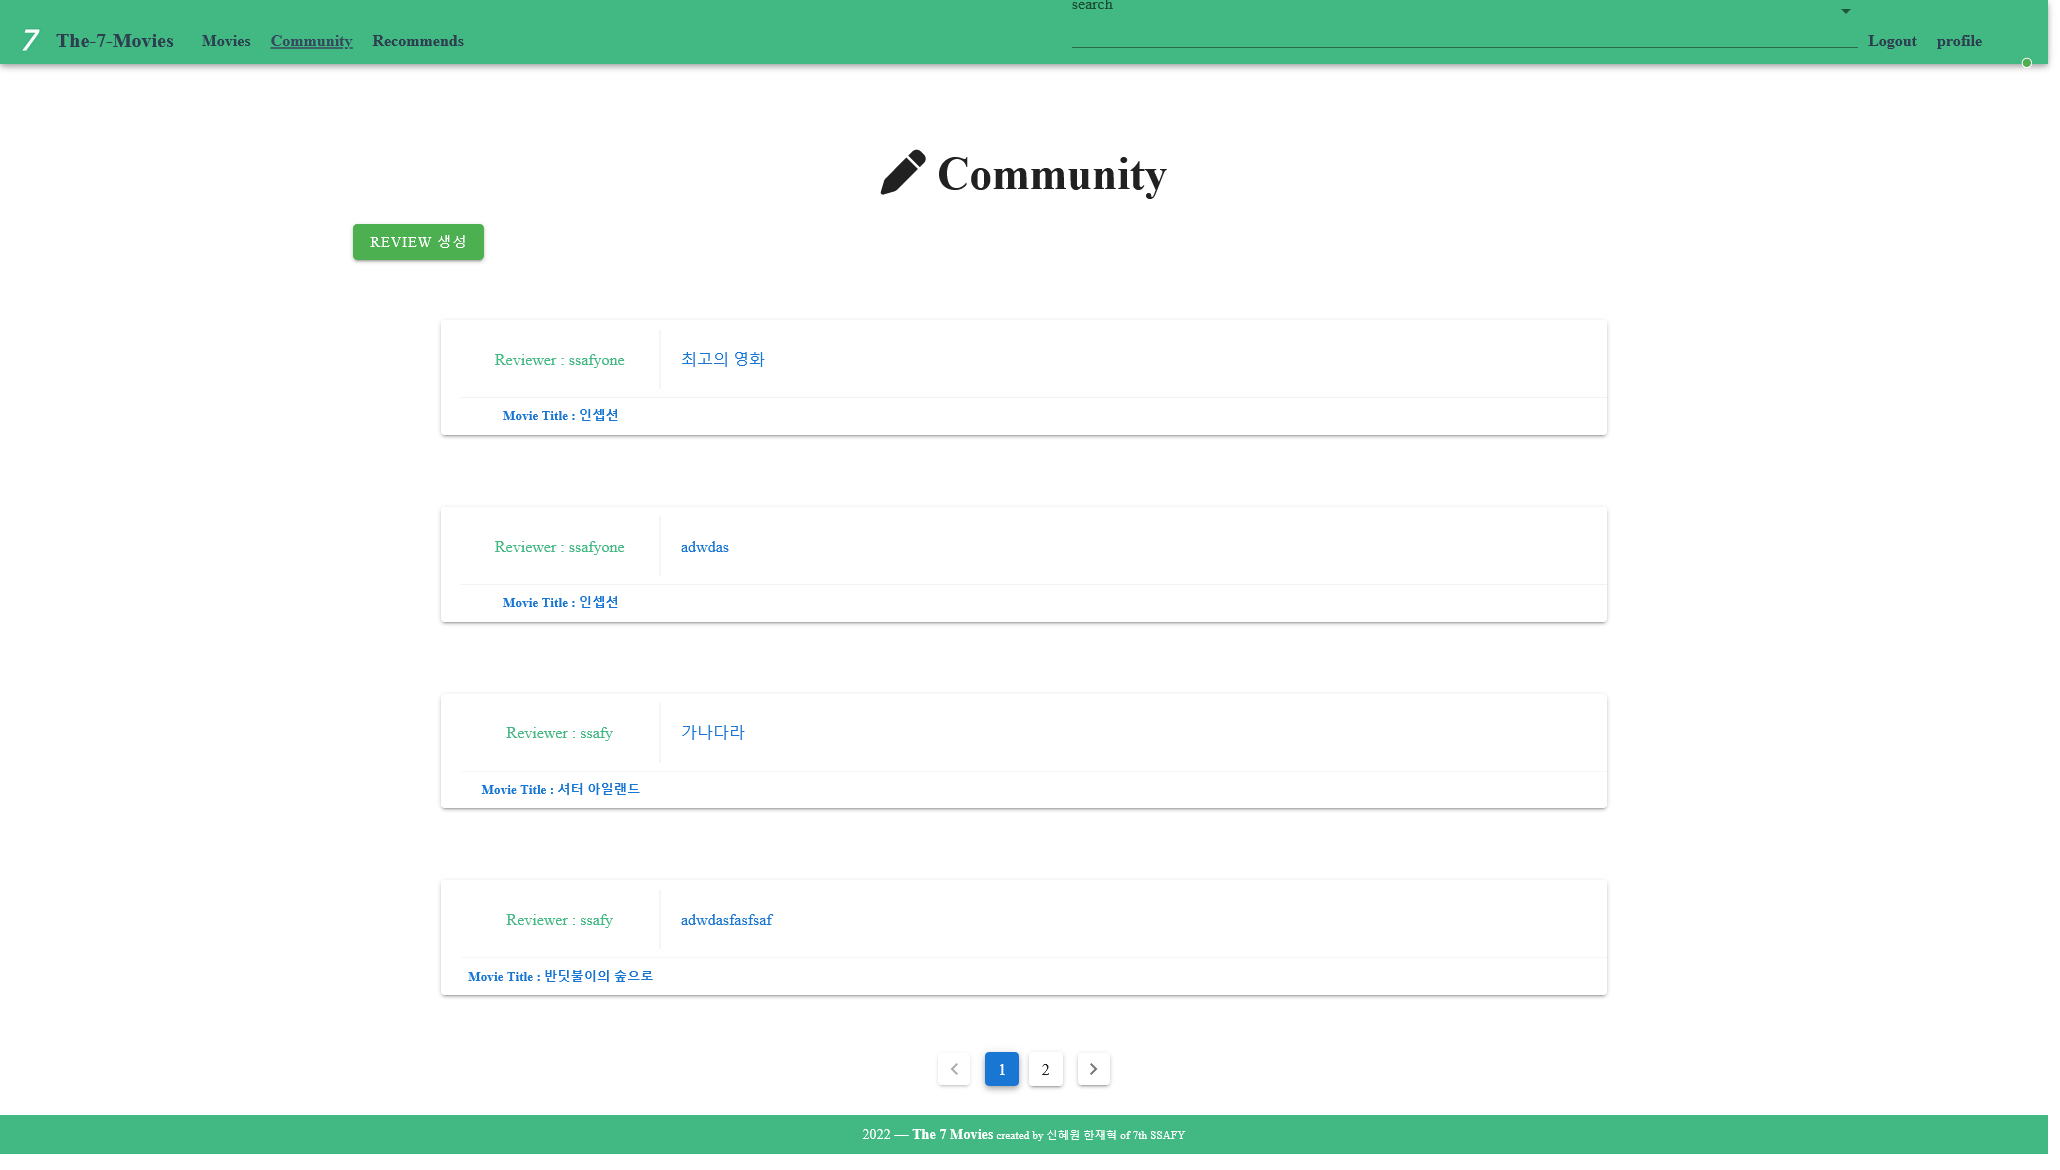 search
7 The-7-Movies Movies Community Recommends Logout profile
Community
REVIEW 생성
Reviewer : ssafyone 최고의 영화
Movie Title : 인셉션
Reviewer : ssafyone adwdas
Movie Title : 인셉션
Reviewer : ssafy 가나다라
Movie Title : 셔터 아일랜드
Reviewer : ssafy adwdasfasfsaf
Movie Title : 반딧불이의 숲으로
1 2
2022 — The 7 Movies created by 신혜원 한재혁 of 7th SSAFY